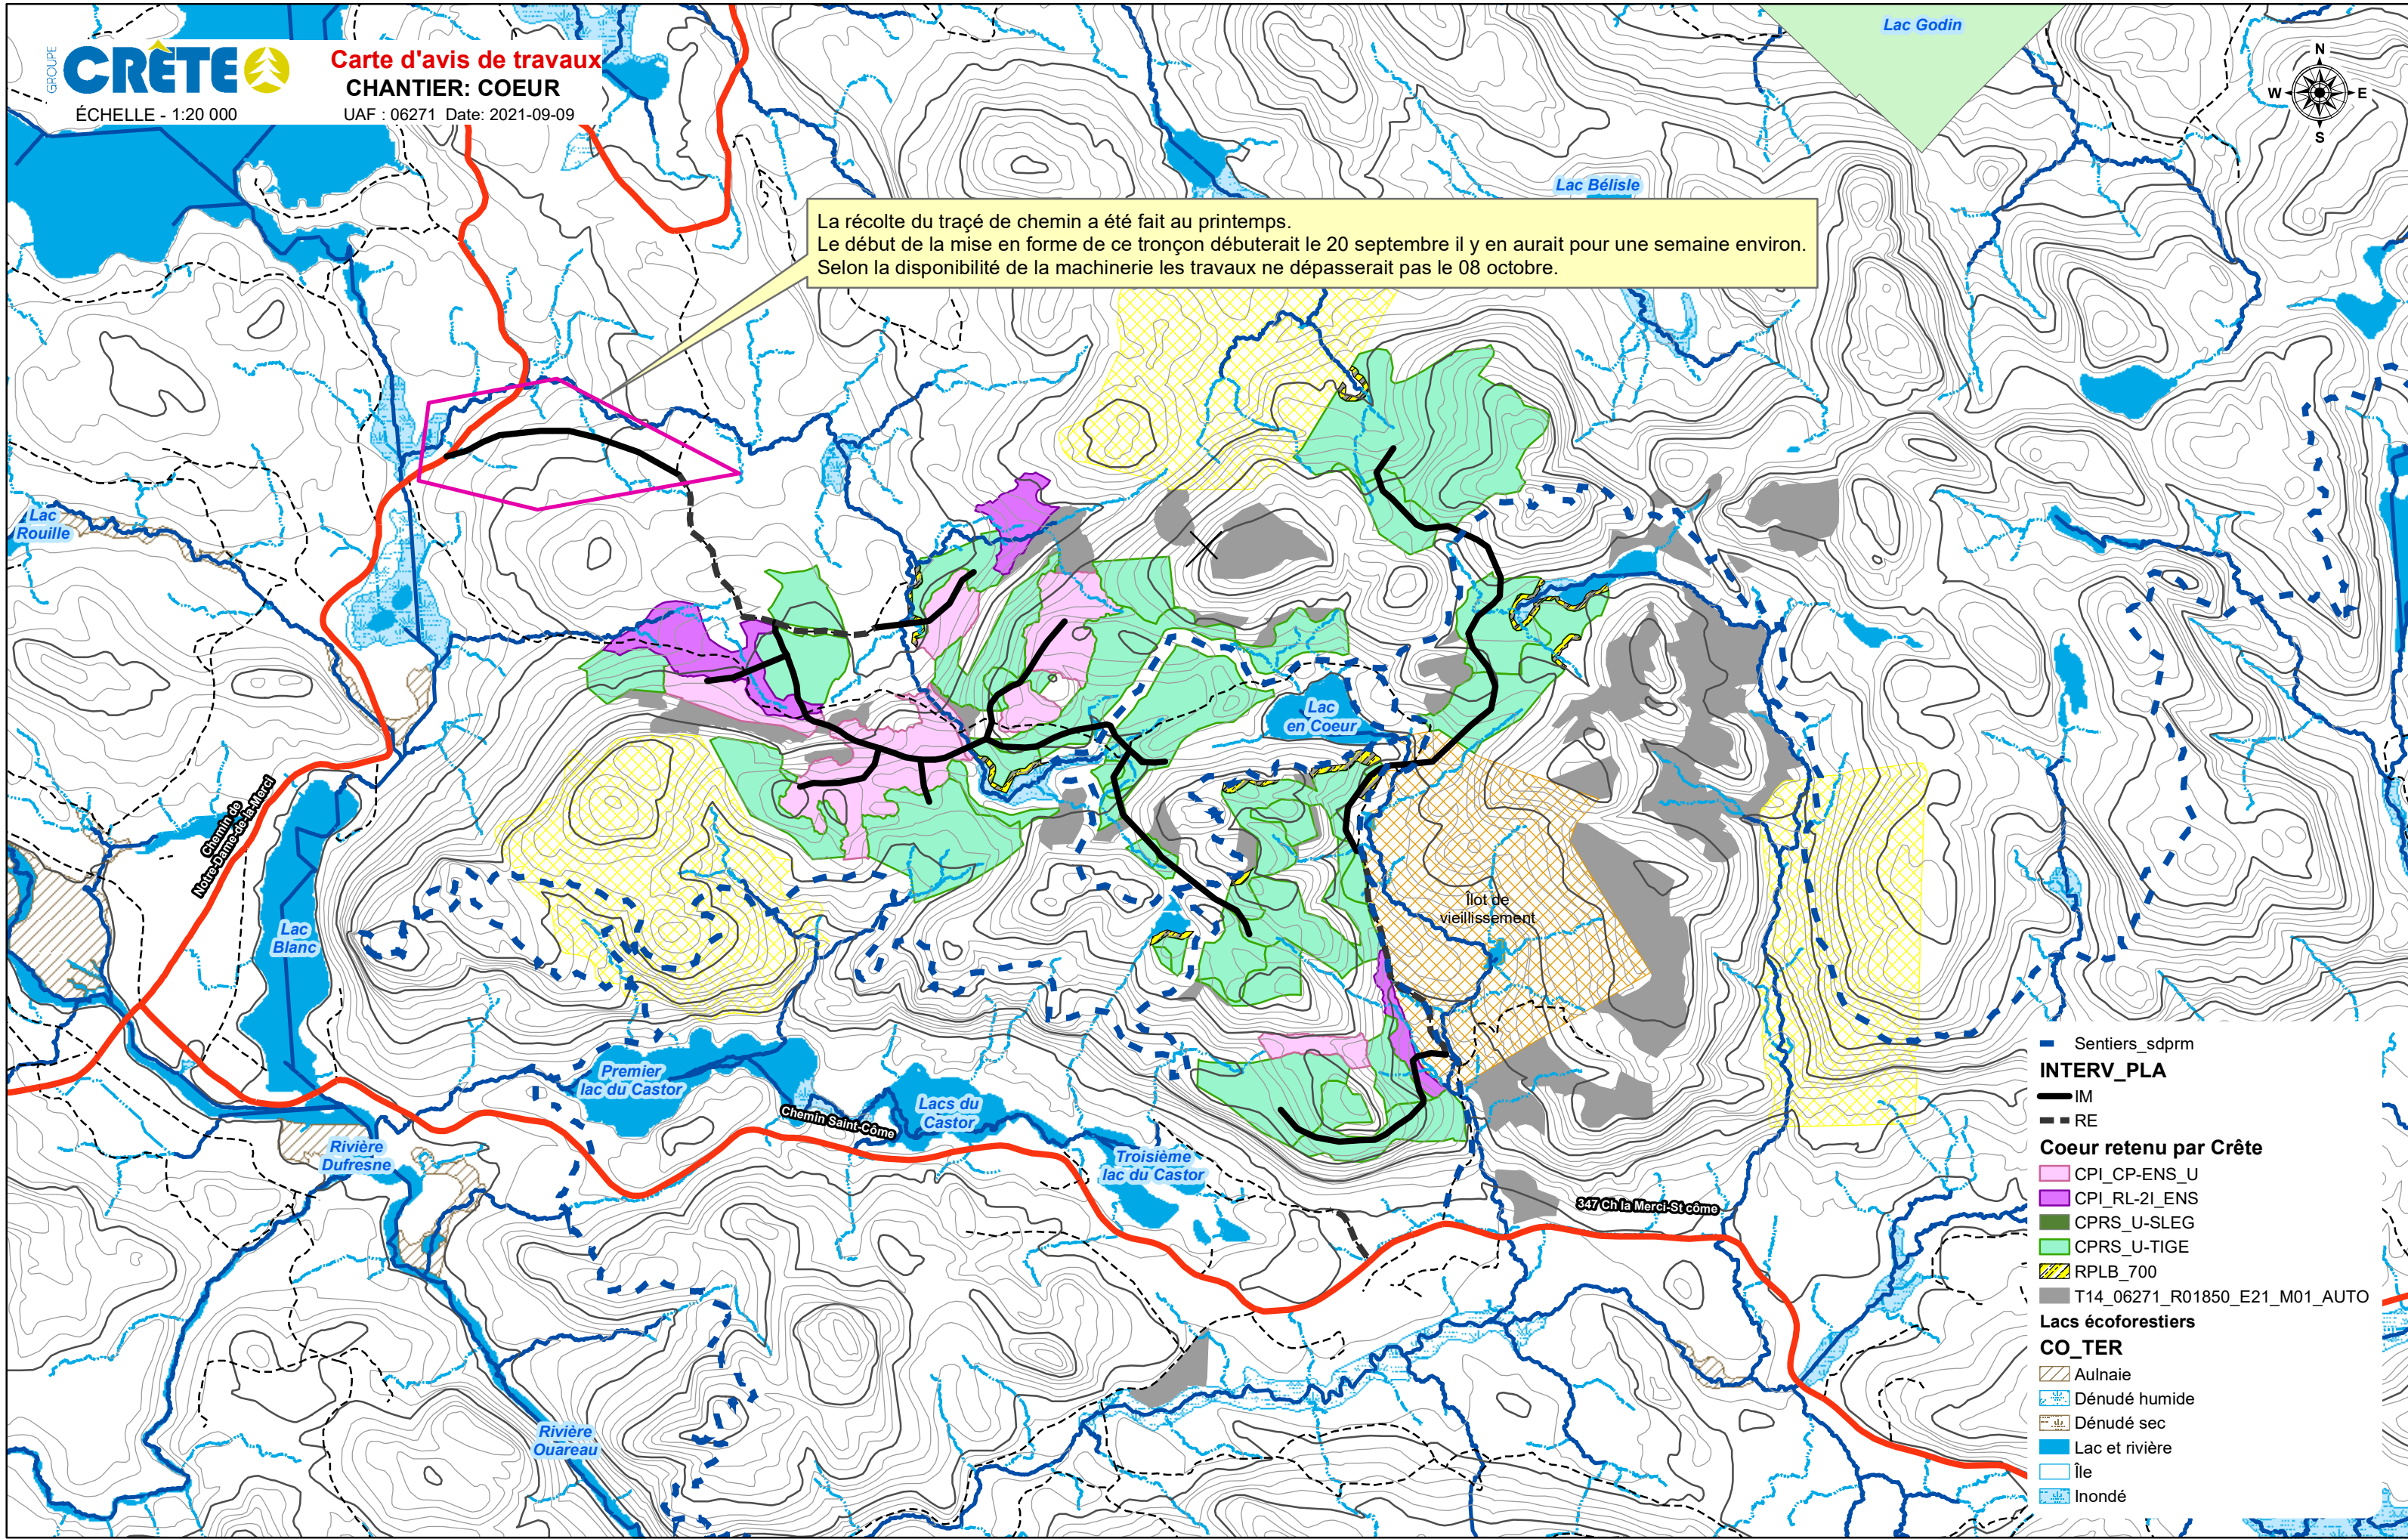 GROUPE
CRÊTE
Carte d'avis de travaux
CHANTIER: COEUR
ÉCHELLE - 1:20 000
UAF : 06271 Date: 2021-09-09
Lac Godin
N
W
E
S
Lac Bélisle
La récolte du traçé de chemin a été fait au printemps.
Le début de la mise en forme de ce tronçon débuterait le 20 septembre il y en aurait pour une semaine environ.
Selon la disponibilité de la machinerie les travaux ne dépasserait pas le 08 octobre.
Lac
Rouille
Lac
en Coeur
Chemin de
Notre-Dame-de-la-Merci
Lac
Blanc
Îlot de
vieillissement
Premier
lac du Castor
Chemin Saint-Côme
Lacs du
Castor
Rivière
Dufresne
Troisième
lac du Castor
347 Ch la Merci-St côme
Rivière
Ouareau
Sentiers_sdprm
INTERV_PLA
IM
RE
Coeur retenu par Crête
CPI_CP-ENS_U
CPI_RL-2I_ENS
CPRS_U-SLEG
CPRS_U-TIGE
RPLB_700
T14_06271_R01850_E21_M01_AUTO
Lacs écoforestiers
CO_TER
Aulnaie
Dénudé humide
Dénudé sec
Lac et rivière
Île
Inondé